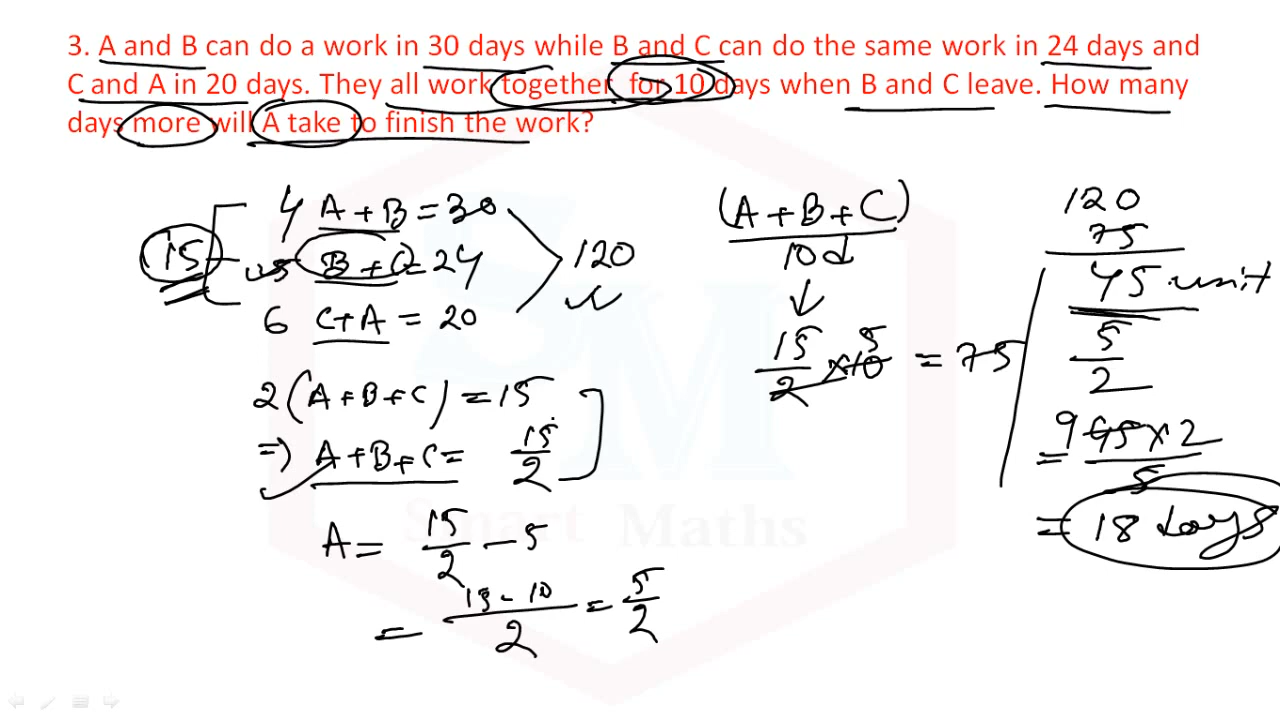 3. A and B can do a work in 30 days while B and C can do the same work in 24 days and
C and A in 20 days. They all work together for 10 days when B and C leave. How many
days more will A take to finish the work?
4 A+B = 30
15 5 B+C = 24 120
6 C+A = 20
2(A+B+C) = 15
=> A+B+C = 15/2
A = 15/2 - 5
= 15-10/2 = 5/2
(A+B+C)
10d
15/2 x 10 5 = 75
120
75
45 unit
5/2
= 9 45x2/5
= 18 days
Smart Maths